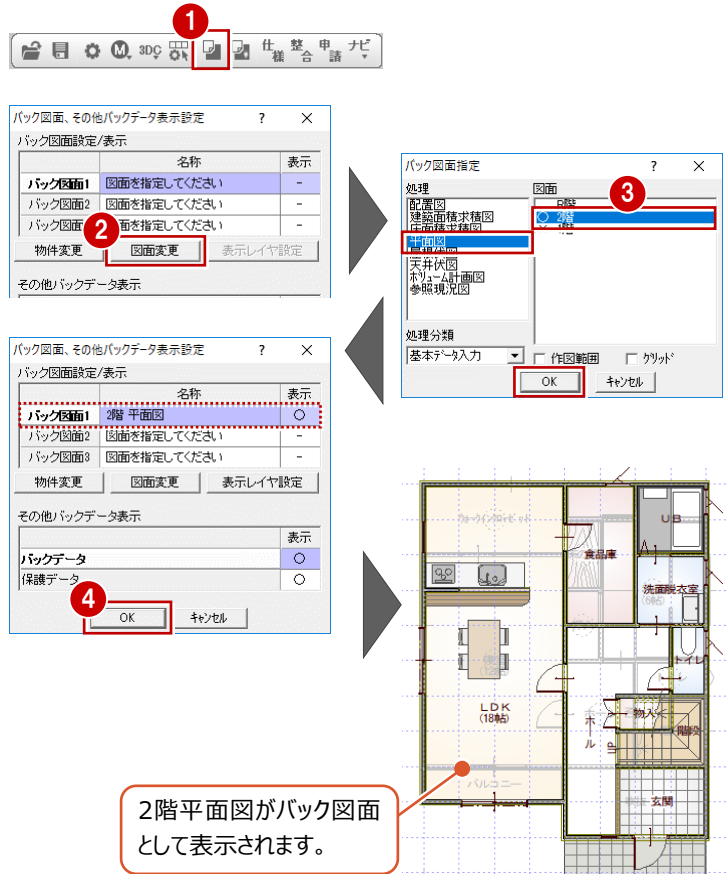 1
3DC
仕様 整合 申請 ナビ
バック図面、その他バックデータ表示設定 ? ×
バック図面設定/表示
名称 表示
バック図面1 図面を指定してください -
バック図面2 図面を指定してください -
バック図面 図面を指定してください -
2
物件変更 図面変更 表示レイヤ設定
その他バックデータ表示
バック図面指定 ? ×
処理 図面
3
配置図
建築面積求積図
床面積求積図
平面図
天井伏図
ボリューム計画図
参照現況図
R階
○ 2階
1階
処理分類
基本データ入力 作図範囲 グリッド
OK キャンセル
バック図面、その他バックデータ表示設定 ? ×
バック図面設定/表示
名称 表示
バック図面1 2階 平面図 ○
バック図面2 図面を指定してください -
バック図面3 図面を指定してください -
物件変更 図面変更 表示レイヤ設定
その他バックデータ表示
表示
バックデータ ○
保護データ ○
4
OK キャンセル
ウォークインクロゼット
UB
食品庫
洗面脱衣室
(6帖)
トイレ
LDK
(18帖)
ホール
物入
階段
UP
バルコニー
玄関
2階平面図がバック図面
として表示されます。